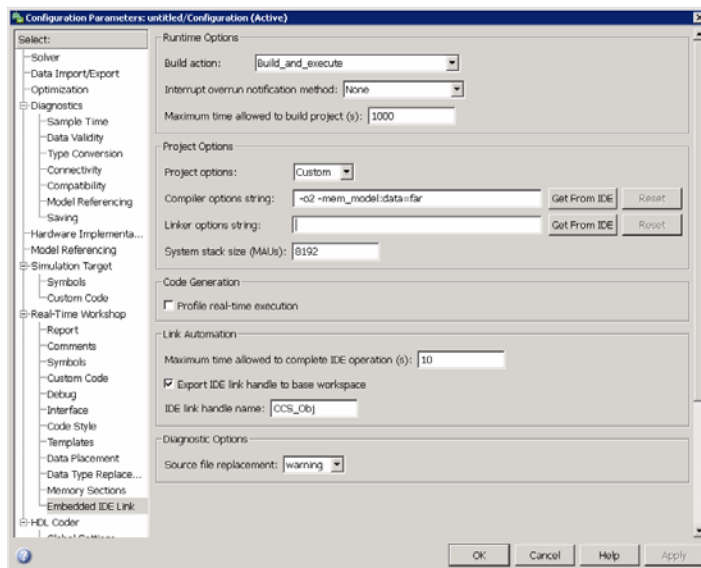 Configuration Parameters: untitled/Configuration (Active)
Select:
Solver
Data Import/Export
Optimization
Diagnostics
Sample Time
Data Validity
Type Conversion
Connectivity
Compatibility
Model Referencing
Saving
Hardware Implementa...
Model Referencing
Simulation Target
Symbols
Custom Code
Real-Time Workshop
Report
Comments
Symbols
Custom Code
Debug
Interface
Code Style
Templates
Data Placement
Data Type Replace...
Memory Sections
Embedded IDE Link
HDL Coder
Runtime Options
Build action: Build_and_execute
Interrupt overrun notification method: None
Maximum time allowed to build project (s): 1000
Project Options
Project options: Custom
Compiler options string: -o2 -mem_model:data=far Get From IDE Reset
Linker options string: Get From IDE Reset
System stack size (MAUs): 8192
Code Generation
Profile real-time execution
Link Automation
Maximum time allowed to complete IDE operation (s): 10
Export IDE link handle to base workspace
IDE link handle name: CCS_Obj
Diagnostic Options
Source file replacement: warning
OK Cancel Help Apply